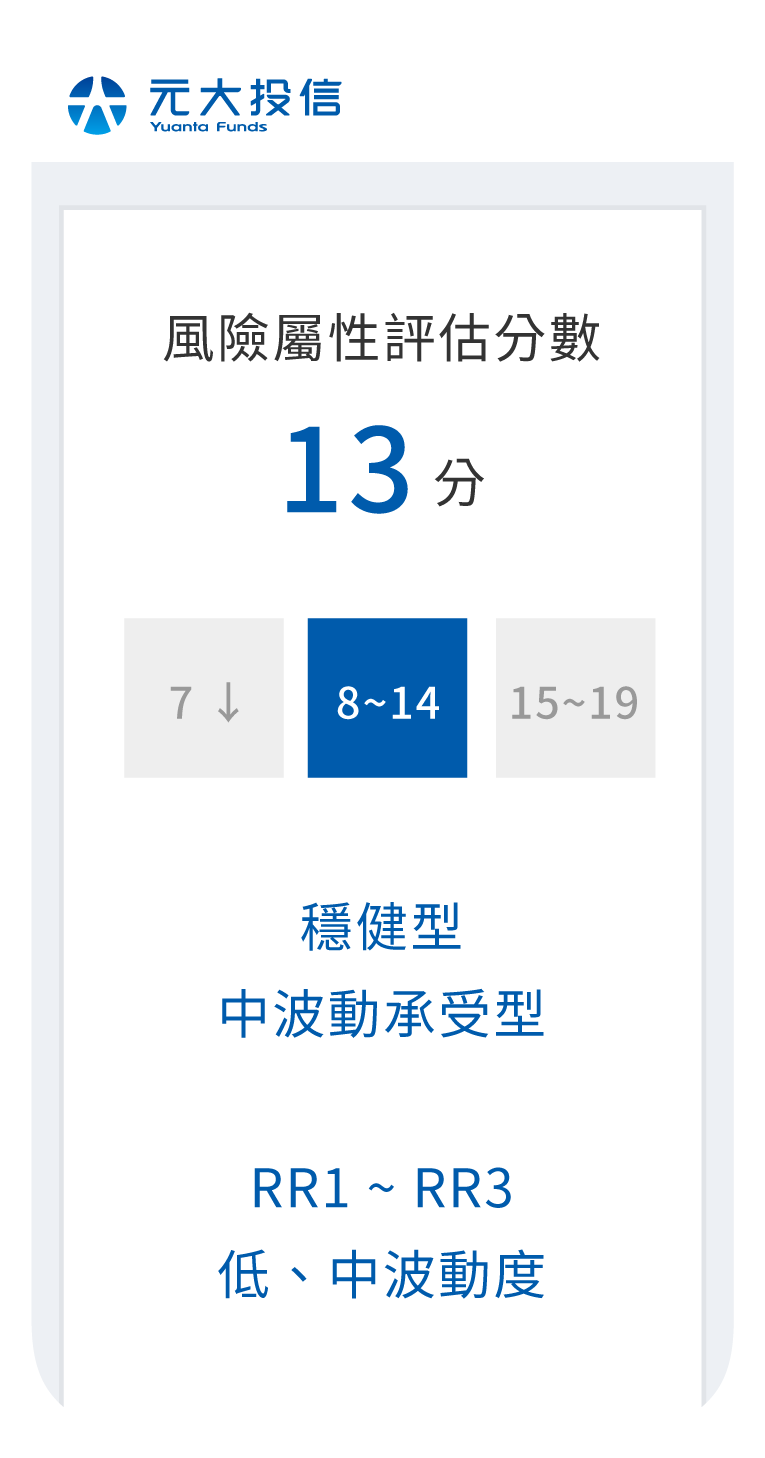 元大投信
Yuanta Funds
風險屬性評估分數
13 分
7 ↓
8~14
15~19
穩健型
中波動承受型
RR1 ~ RR3
低、中波動度